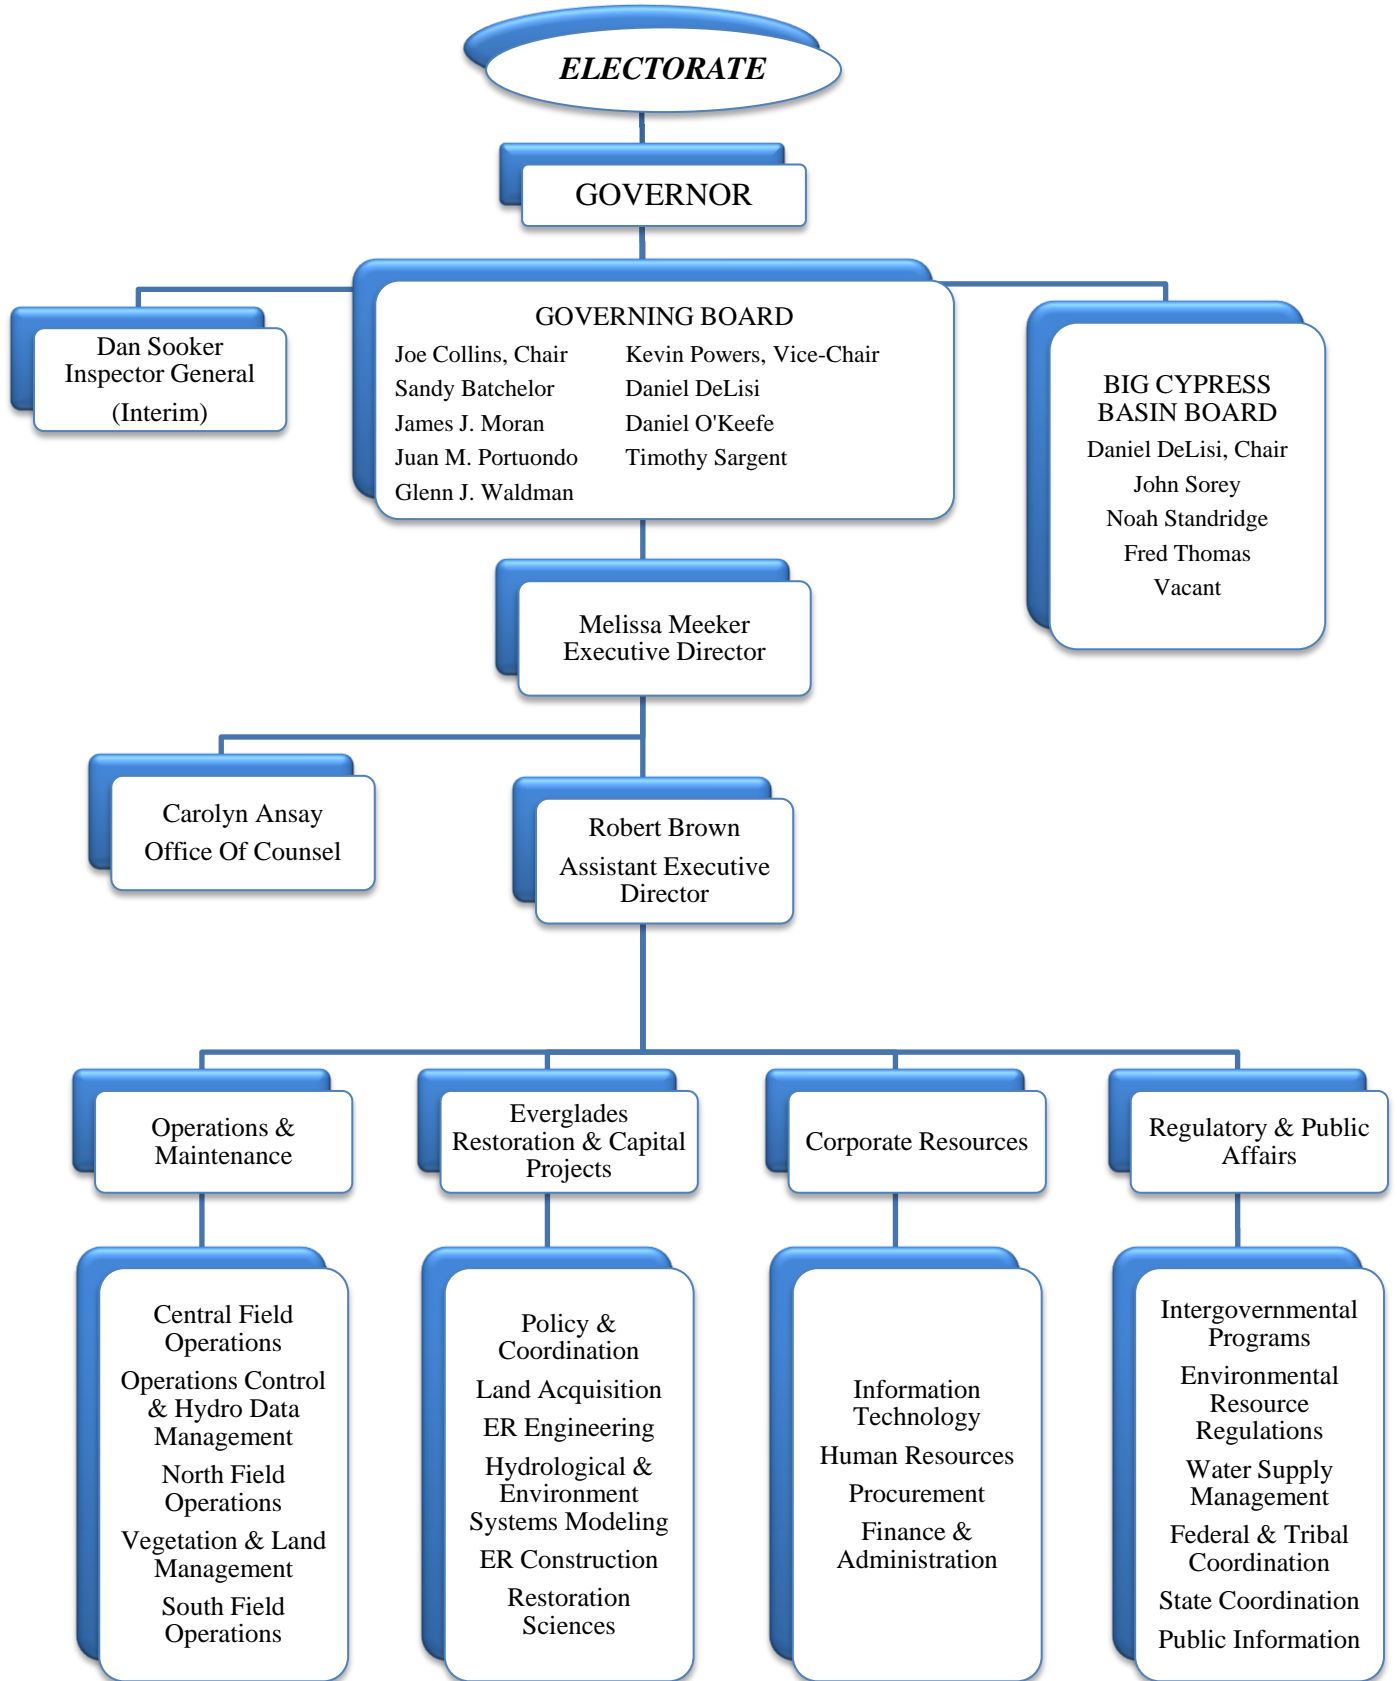 ELECTORATE
GOVERNOR
Dan Sooker
Inspector General
(Interim)
GOVERNING BOARD
Joe Collins, Chair
Kevin Powers, Vice-Chair
Sandy Batchelor
Daniel DeLisi
James J. Moran
Daniel O'Keefe
Juan M. Portuondo
Timothy Sargent
Glenn J. Waldman
BIG CYPRESS
BASIN BOARD
Daniel DeLisi, Chair
John Sorey
Noah Standridge
Fred Thomas
Vacant
Melissa Meeker
Executive Director
Carolyn Ansay
Office Of Counsel
Robert Brown
Assistant Executive
Director
Operations &
Maintenance
Everglades
Restoration & Capital
Projects
Corporate Resources
Regulatory & Public
Affairs
Central Field
Operations
Operations Control
& Hydro Data
Management
North Field
Operations
Vegetation & Land
Management
South Field
Operations
Policy &
Coordination
Land Acquisition
ER Engineering
Hydrological &
Environment
Systems Modeling
ER Construction
Restoration
Sciences
Information
Technology
Human Resources
Procurement
Finance &
Administration
Intergovernmental
Programs
Environmental
Resource
Regulations
Water Supply
Management
Federal & Tribal
Coordination
State Coordination
Public Information